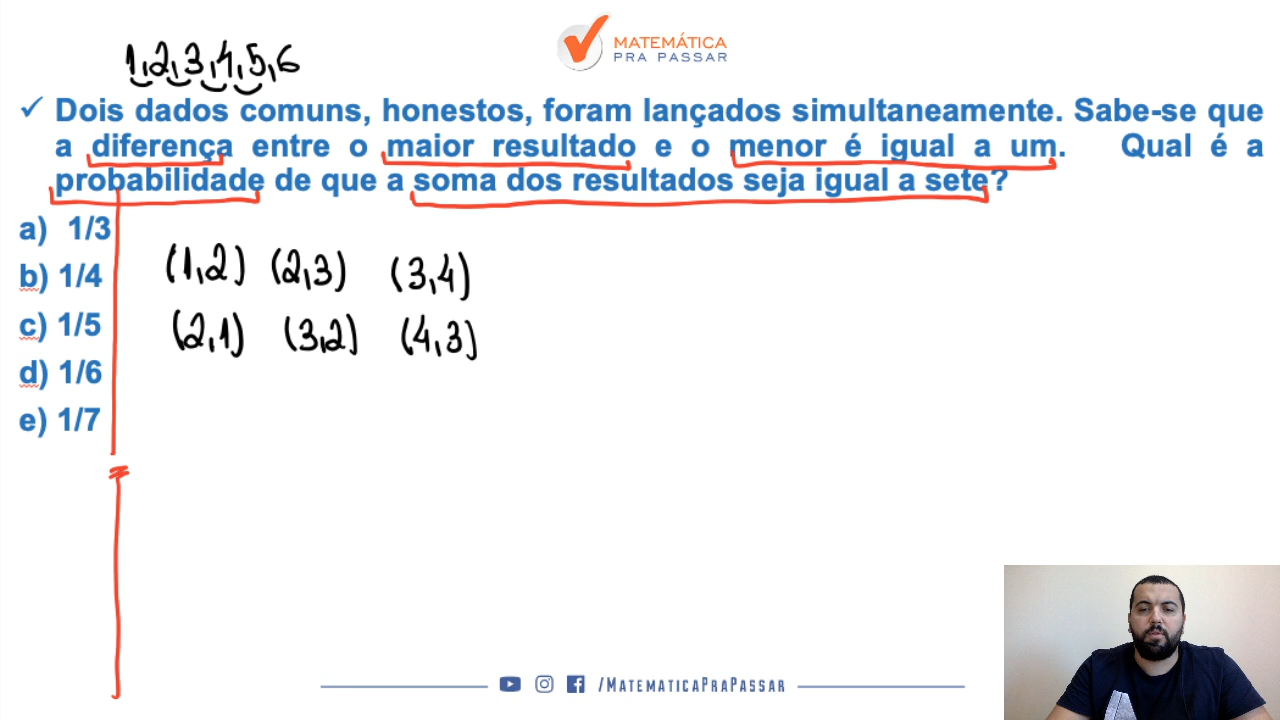 MATEMÁTICA
PRA PASSAR
1,2,3,4,5,6
✓ Dois dados comuns, honestos, foram lançados simultaneamente. Sabe-se que
a diferença entre o maior resultado e o menor é igual a um. Qual é a
probabilidade de que a soma dos resultados seja igual a sete?
a) 1/3
b) 1/4
c) 1/5
d) 1/6
e) 1/7
(1,2) (2,3) (3,4)
(2,1) (3,2) (4,3)
/MatematicaPraPassar